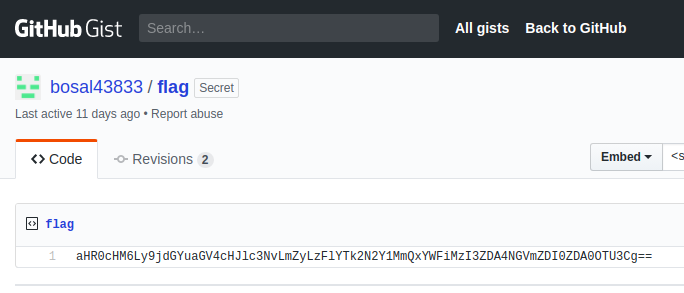 GitHub Gist Search… All gists Back to GitHub
bosal43833 / flag Secret
Last active 11 days ago • Report abuse
Code Revisions 2 Embed <s
flag
1 aHR0cHM6Ly9jdGYuaGV4cHJlc3NvLmZyLzFlYTk2N2Y1MmQxYWFiMzI3ZDA4NGVmZDI0ZDA0OTU3Cg==